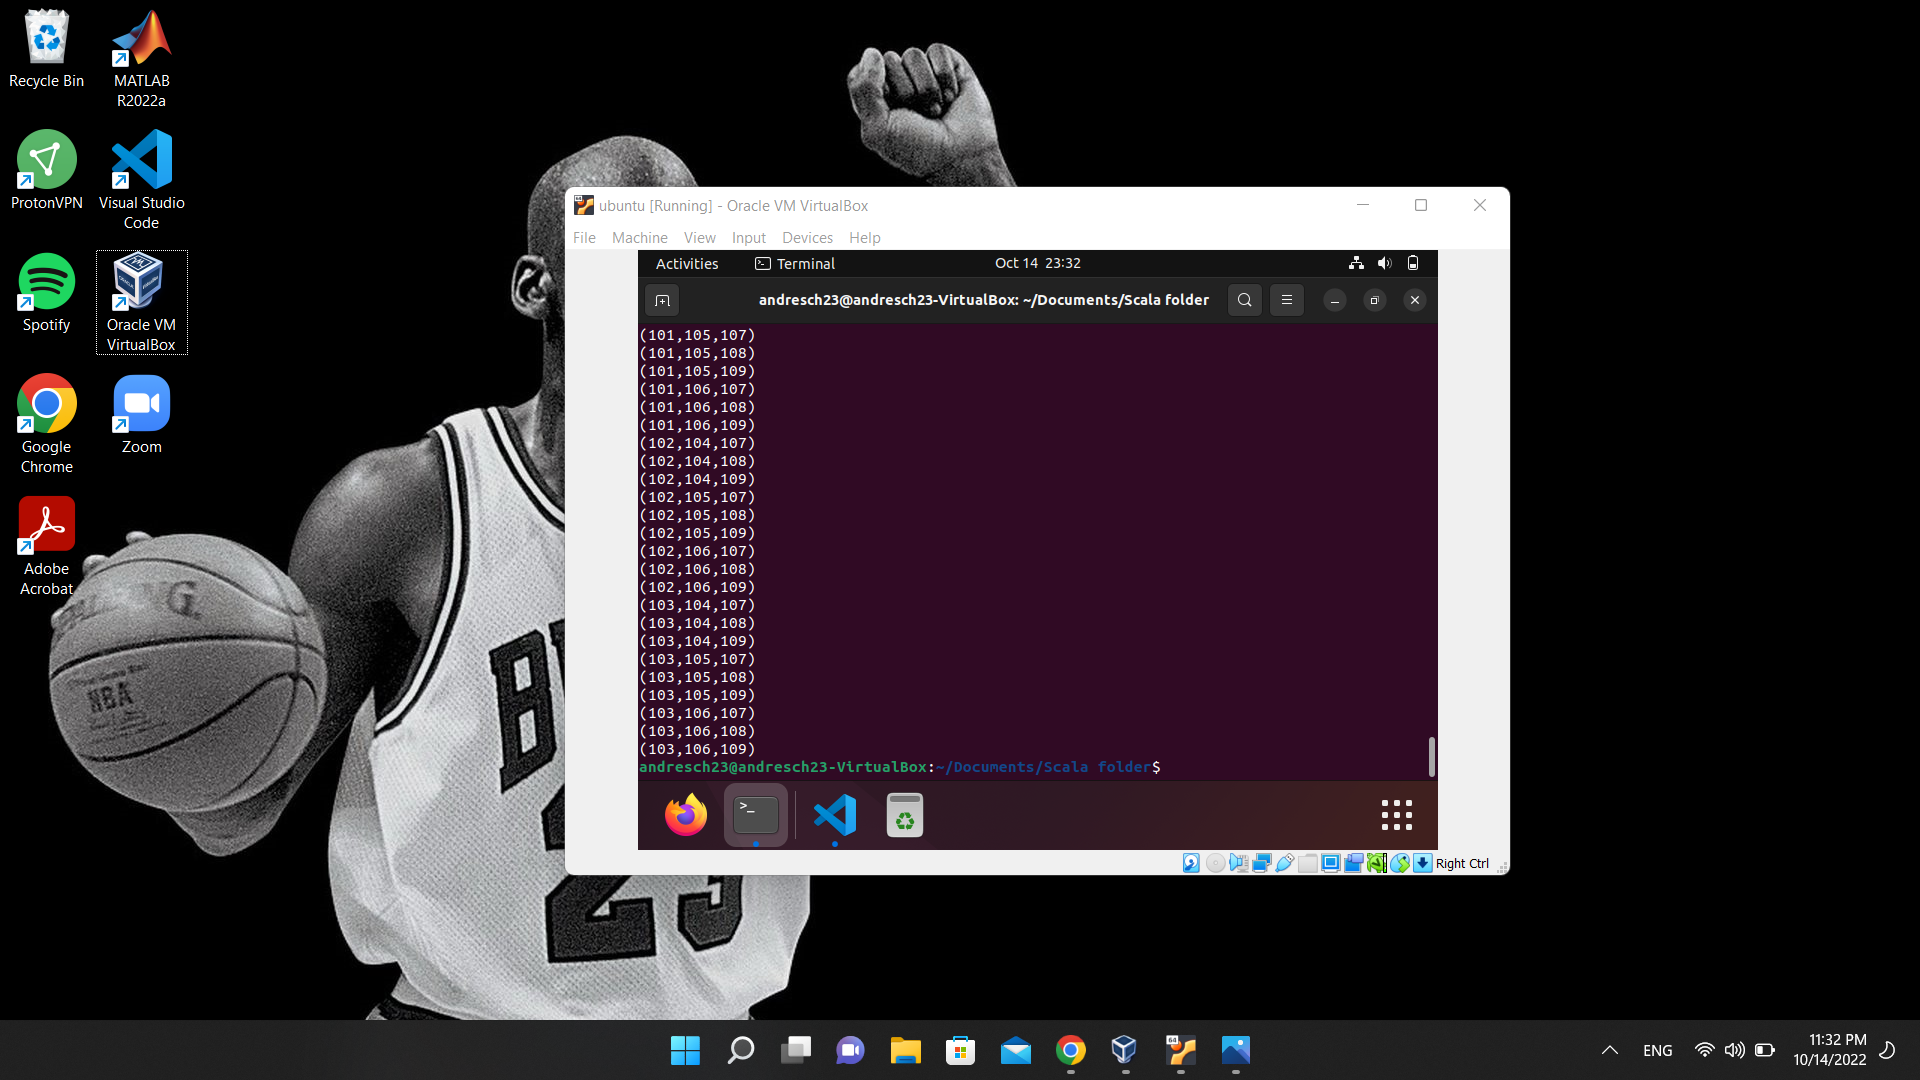 Recycle Bin
MATLAB
R2022a
ProtonVPN
Visual Studio
Code
Spotify
Oracle VM
VirtualBox
Google
Chrome
Zoom
Adobe
Acrobat
NBA
23
ubuntu [Running] - Oracle VM VirtualBox
File Machine View Input Devices Help
Activities Terminal Oct 14 23:32
andresch23@andresch23-VirtualBox: ~/Documents/Scala folder
(101,105,107)
(101,105,108)
(101,105,109)
(101,106,107)
(101,106,108)
(101,106,109)
(102,104,107)
(102,104,108)
(102,104,109)
(102,105,107)
(102,105,108)
(102,105,109)
(102,106,107)
(102,106,108)
(102,106,109)
(103,104,107)
(103,104,108)
(103,104,109)
(103,105,107)
(103,105,108)
(103,105,109)
(103,106,107)
(103,106,108)
(103,106,109)
andresch23@andresch23-VirtualBox:~/Documents/Scala folder$
Right Ctrl
ENG
11:32 PM
10/14/2022